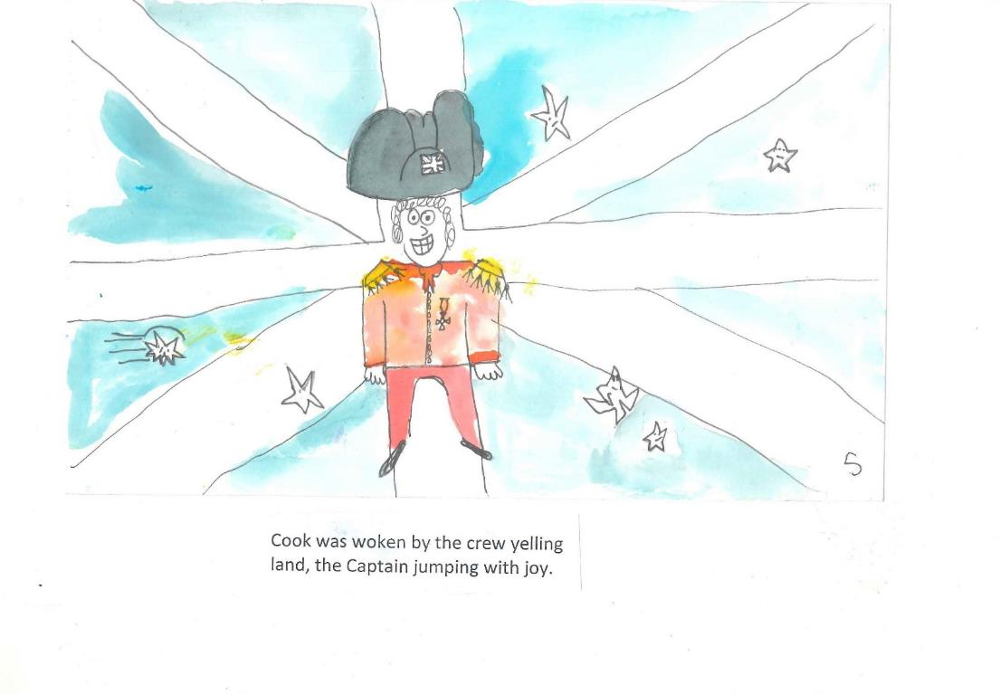 5
Cook was woken by the crew yelling
land, the Captain jumping with joy.